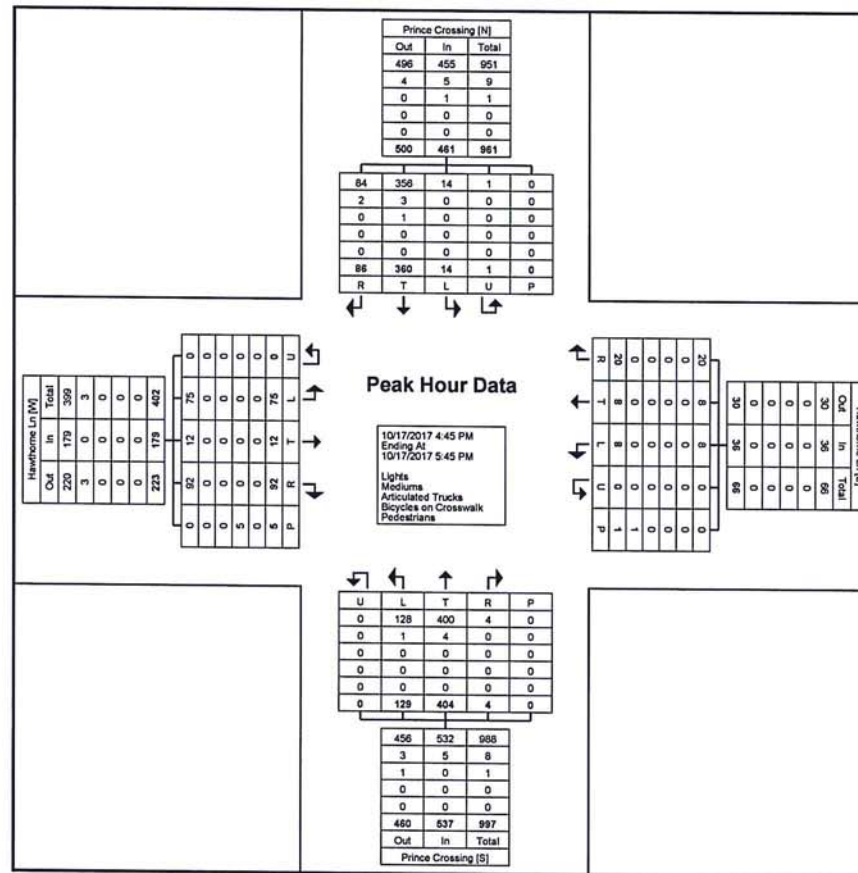 Prince Crossing [N]
Out In Total
496 455 951
4 5 9
0 1 1
0 0 0
0 0 0
500 461 961
84 356 14 1 0
2 3 0 0 0
0 1 0 0 0
0 0 0 0 0
0 0 0 0 0
86 360 14 1 0
R T L U P
Hawthorne Ln [W]
Out In Total
220 179 399
3 0 3
0 0 0
0 0 0
0 0 0
223 179 402
0 92 12 75 0
0 0 0 0 0
0 0 0 0 0
5 0 0 0 0
0 0 0 0 0
5 92 12 75 0
P R T L U
Peak Hour Data
10/17/2017 4:45 PM
Ending At
10/17/2017 5:45 PM
Lights
Mediums
Articulated Trucks
Bicycles on Crosswalk
Pedestrians
Out In Total
30 36 66
0 0 0
0 0 0
0 0 0
0 0 0
30 36 66
20 8 8 0 0
0 0 0 0 0
0 0 0 0 0
0 0 0 0 0
0 0 0 0 1
20 8 8 0 1
R T L U P
U L T R P
0 128 400 4 0
0 1 4 0 0
0 0 0 0 0
0 0 0 0 0
0 0 0 0 0
0 129 404 4 0
456 532 988
3 5 8
1 0 1
0 0 0
0 0 0
460 537 997
Out In Total
Prince Crossing [S]